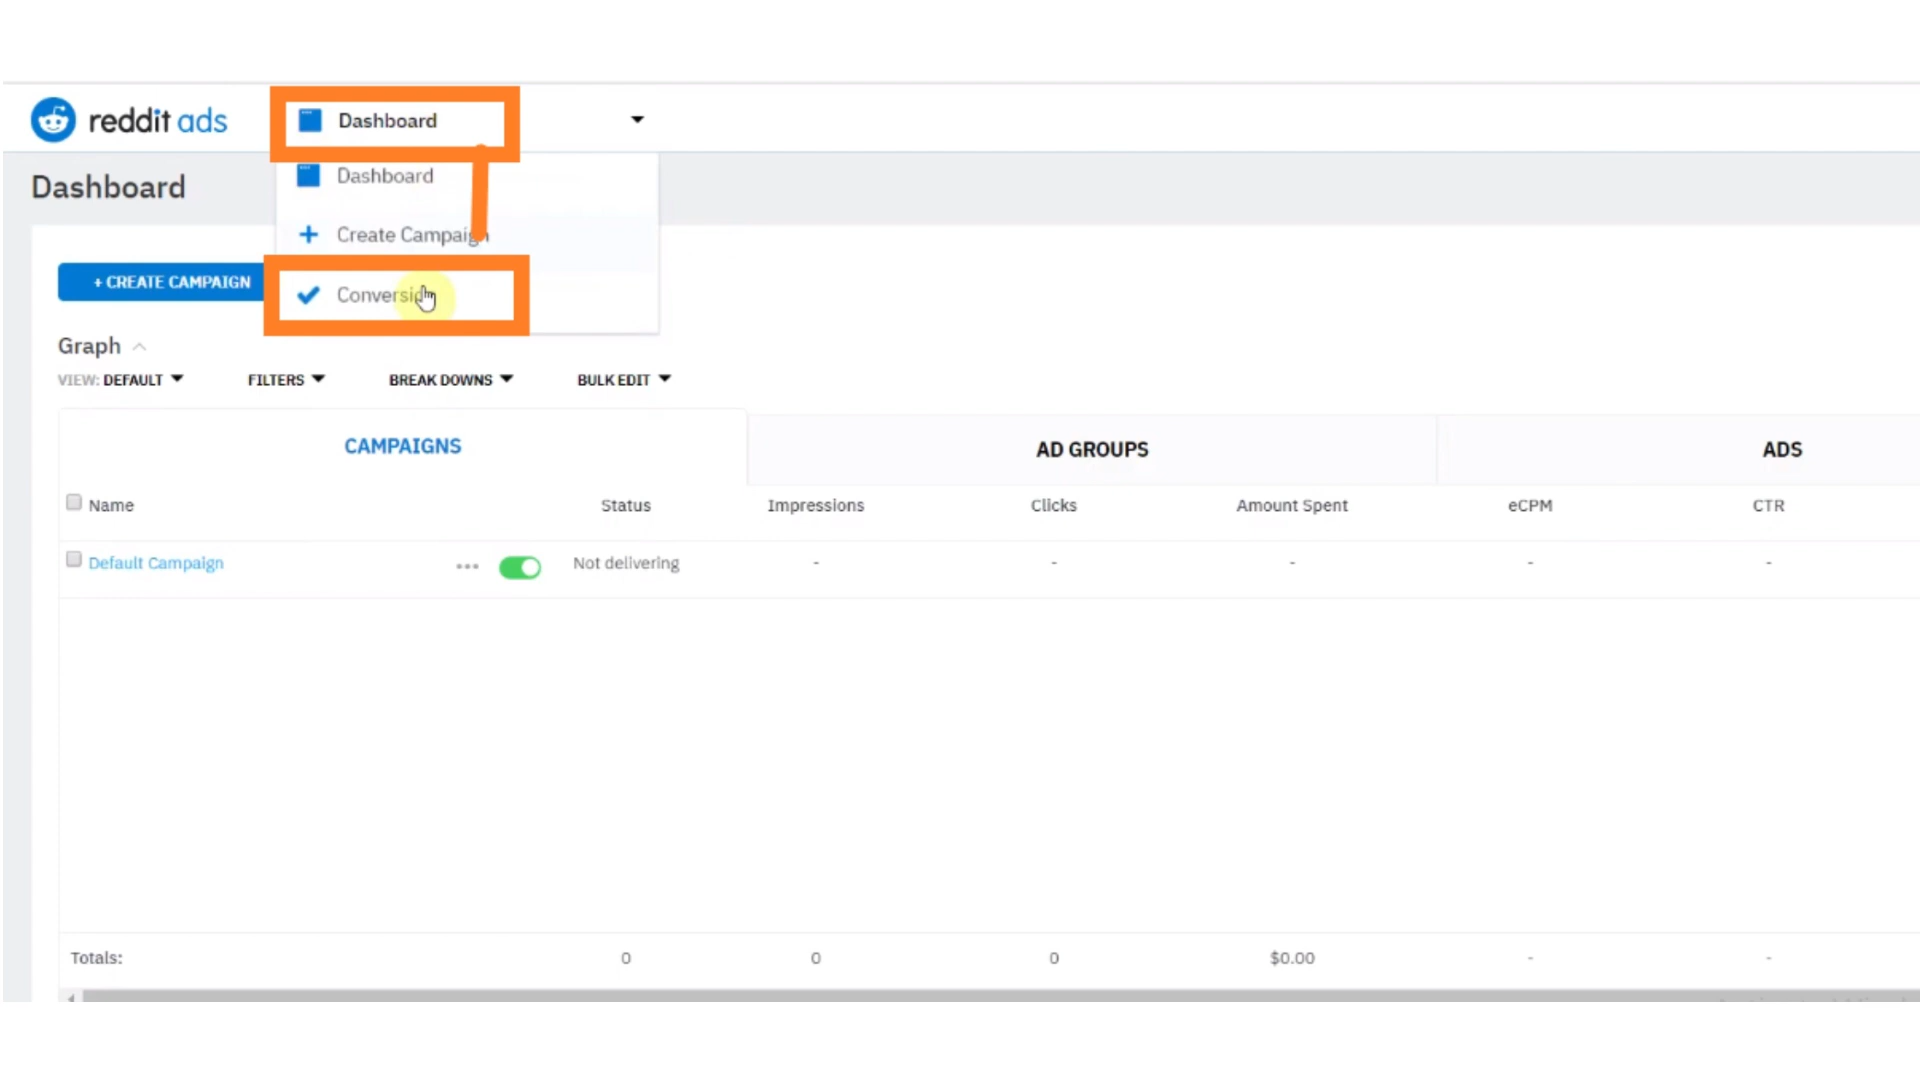 reddit ads
Dashboard
Dashboard
Dashboard
Create Campaign
+ CREATE CAMPAIGN
Graph
VIEW: DEFAULT FILTERS BREAK DOWNS BULK EDIT
CAMPAIGNS AD GROUPS ADS
Name Status Impressions Clicks Amount Spent eCPM CTR
Default Campaign ... Not delivering - - - - -
Totals: 0 0 0 $0.00 - -